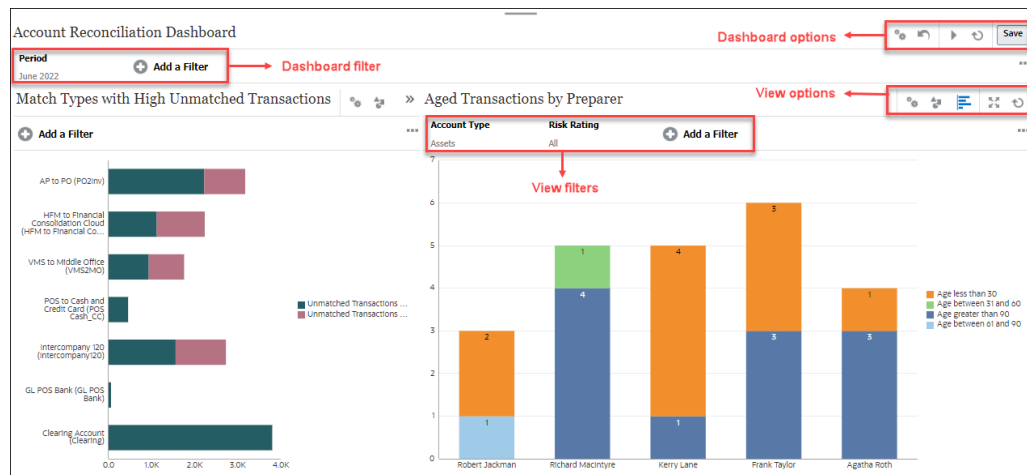 Account Reconciliation Dashboard
Dashboard options
Save
Period
June 2022
Add a Filter
Dashboard filter
Match Types with High Unmatched Transactions
Aged Transactions by Preparer
View options
Add a Filter
Account Type
Assets
Risk Rating
All
Add a Filter
View filters
AP to PO (PO2Inv)
HFM to Financial
Consolidation Cloud
(HFM to Financial Co...
VMS to Middle Office
(VMS2MO)
POS to Cash and
Credit Card (POS
Cash_CC)
Intercompany 120
(Intercompany120)
GL POS Bank (GL POS
Bank)
Clearing Account
(Clearing)
0.0
1.0K
2.0K
3.0K
4.0K
Unmatched Transactions ...
Unmatched Transactions ...
7
6
5
4
3
2
1
0
2
1
1
4
4
1
3
3
1
3
Robert Jackman
Richard MacIntyre
Kerry Lane
Frank Taylor
Agatha Roth
Age less than 30
Age between 31 and 60
Age greater than 90
Age between 61 and 90